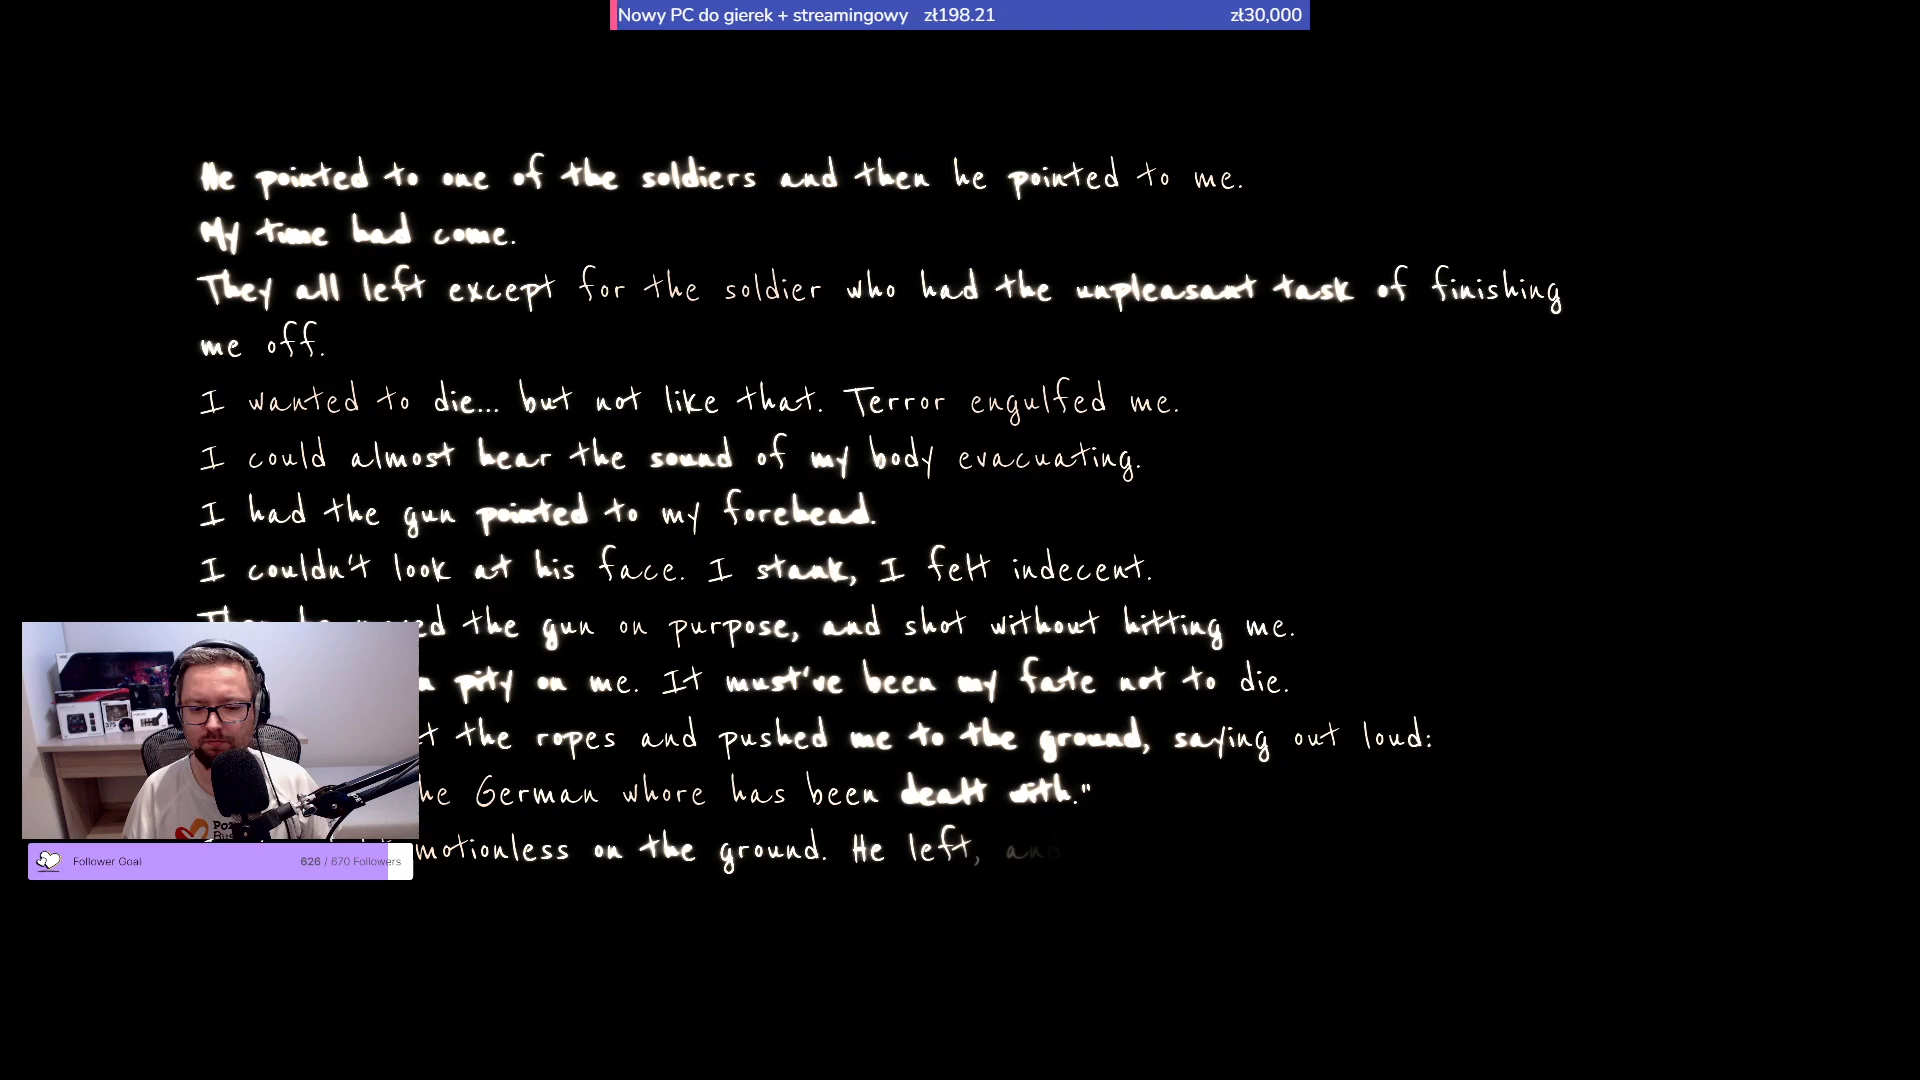 Nowy PC do gierek + streamingowy zł198.21 zł30,000
He pointed to one of the soldiers and then he pointed to me.
My time had come.
They all left except for the soldier who had the unpleasant task of finishing
me off.
I wanted to die... but not like that. Terror engulfed me.
I could almost hear the sound of my body evacuating.
I had the gun pointed to my forehead.
I couldn't look at his face. I stank, I felt indecent.
the gun on purpose, and shot without hitting me.
pity on me. It must've been my fate not to die.
the ropes and pushed me to the ground, saying out loud:
German whore has been dealt with."
motionless on the ground. He left, and
Follower Goal 626 / 670 Followers